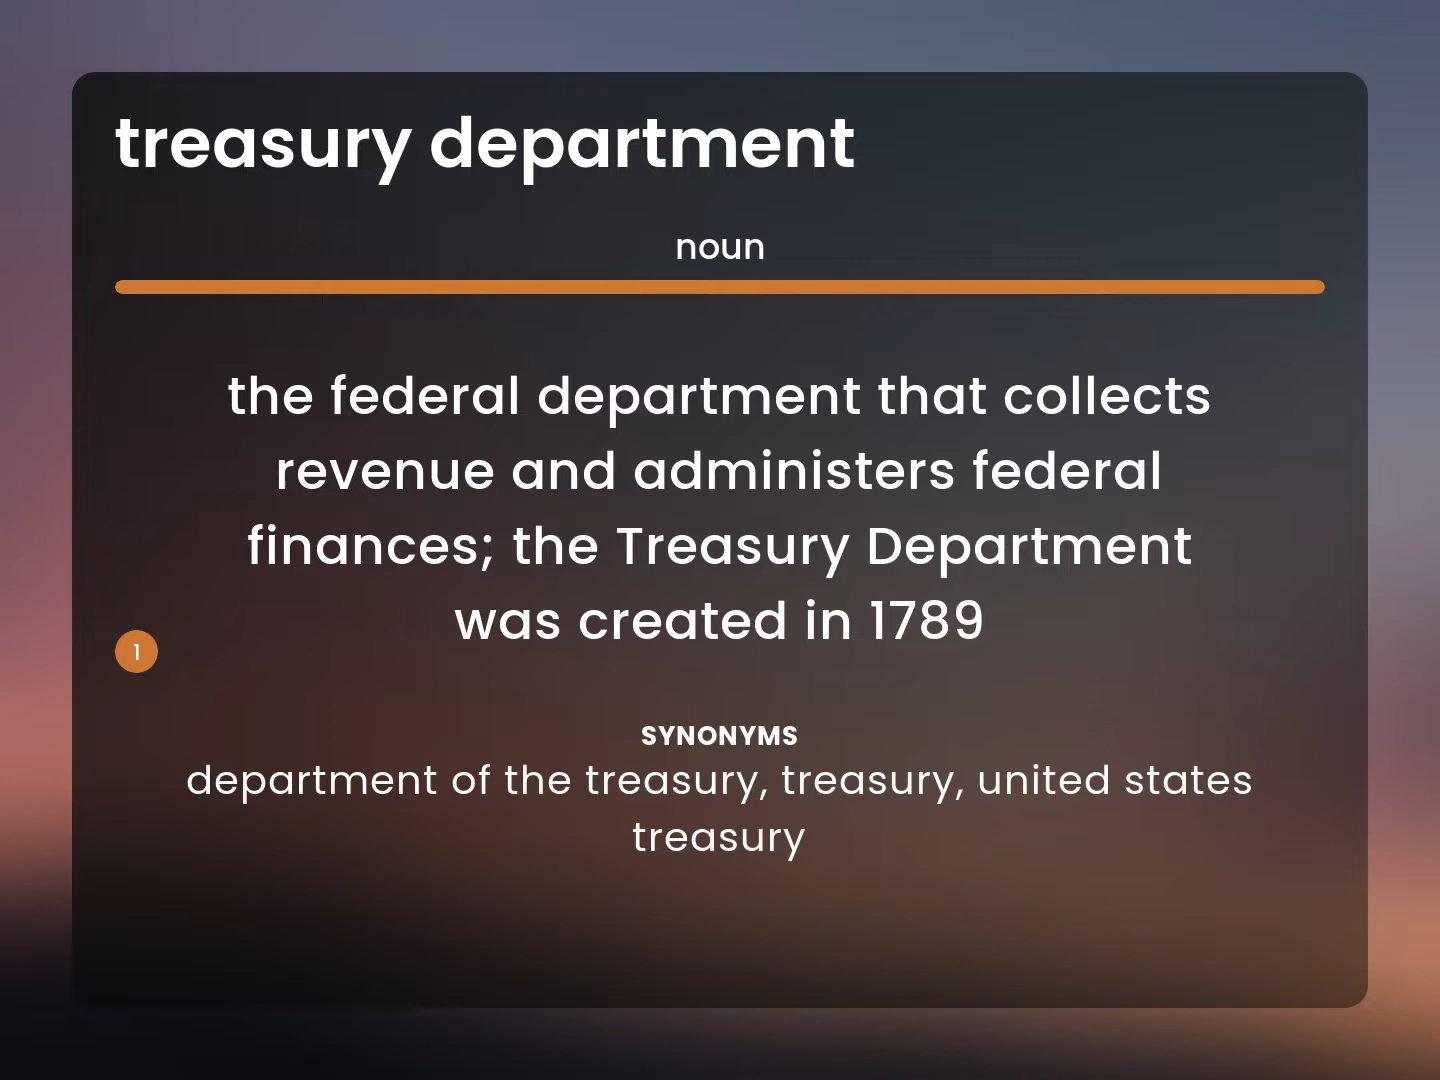 treasury department
noun
the federal department that collects
revenue and administers federal
finances; the Treasury Department
was created in 1789
1
SYNONYMS
department of the treasury, treasury, united states
treasury